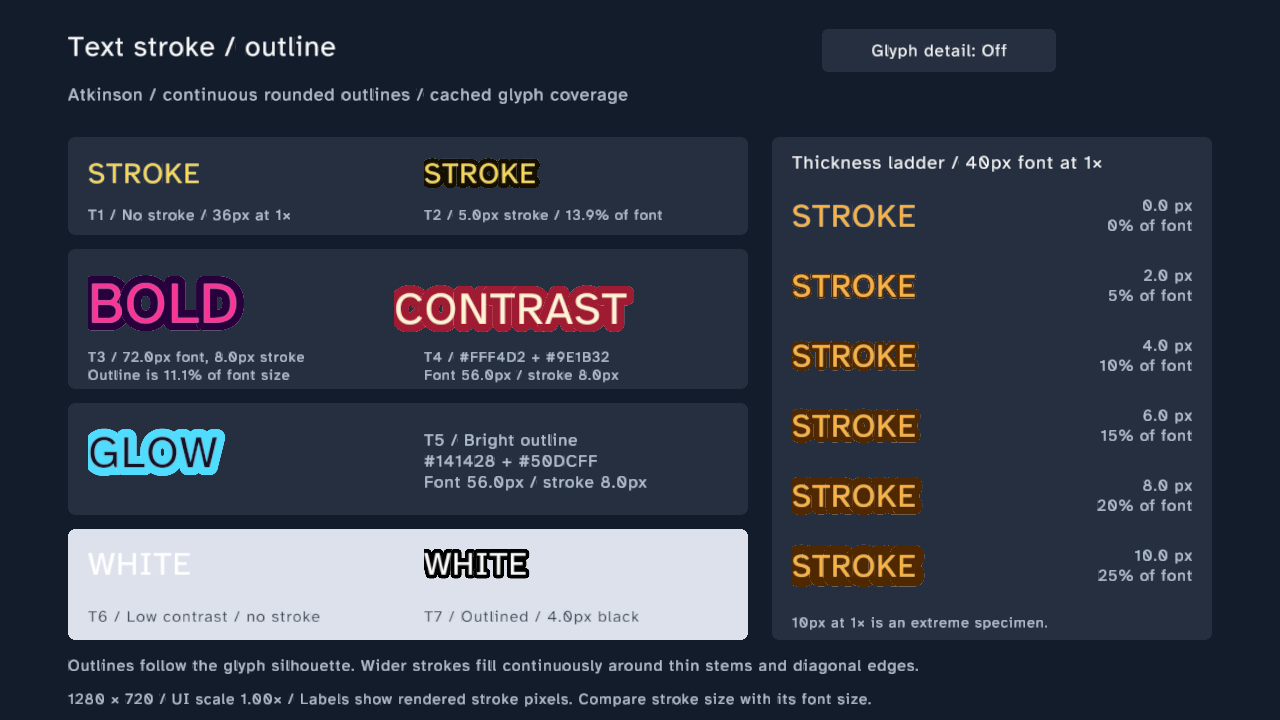 Text stroke / outline
Glyph detail: Off
Atkinson / continuous rounded outlines / cached glyph coverage
STROKE
T1 / No stroke / 36px at 1×
STROKE
T2 / 5.0px stroke / 13.9% of font
BOLD
T3 / 72.0px font, 8.0px stroke
Outline is 11.1% of font size
CONTRAST
T4 / #FFF4D2 + #9E1B32
Font 56.0px / stroke 8.0px
GLOW
T5 / Bright outline
#141428 + #50DCFF
Font 56.0px / stroke 8.0px
WHITE
T6 / Low contrast / no stroke
WHITE
T7 / Outlined / 4.0px black
Thickness ladder / 40px font at 1×
STROKE
0.0 px
0% of font
STROKE
2.0 px
5% of font
STROKE
4.0 px
10% of font
STROKE
6.0 px
15% of font
STROKE
8.0 px
20% of font
STROKE
10.0 px
25% of font
10px at 1× is an extreme specimen.
Outlines follow the glyph silhouette. Wider strokes fill continuously around thin stems and diagonal edges.
1280 × 720 / UI scale 1.00× / Labels show rendered stroke pixels. Compare stroke size with its font size.